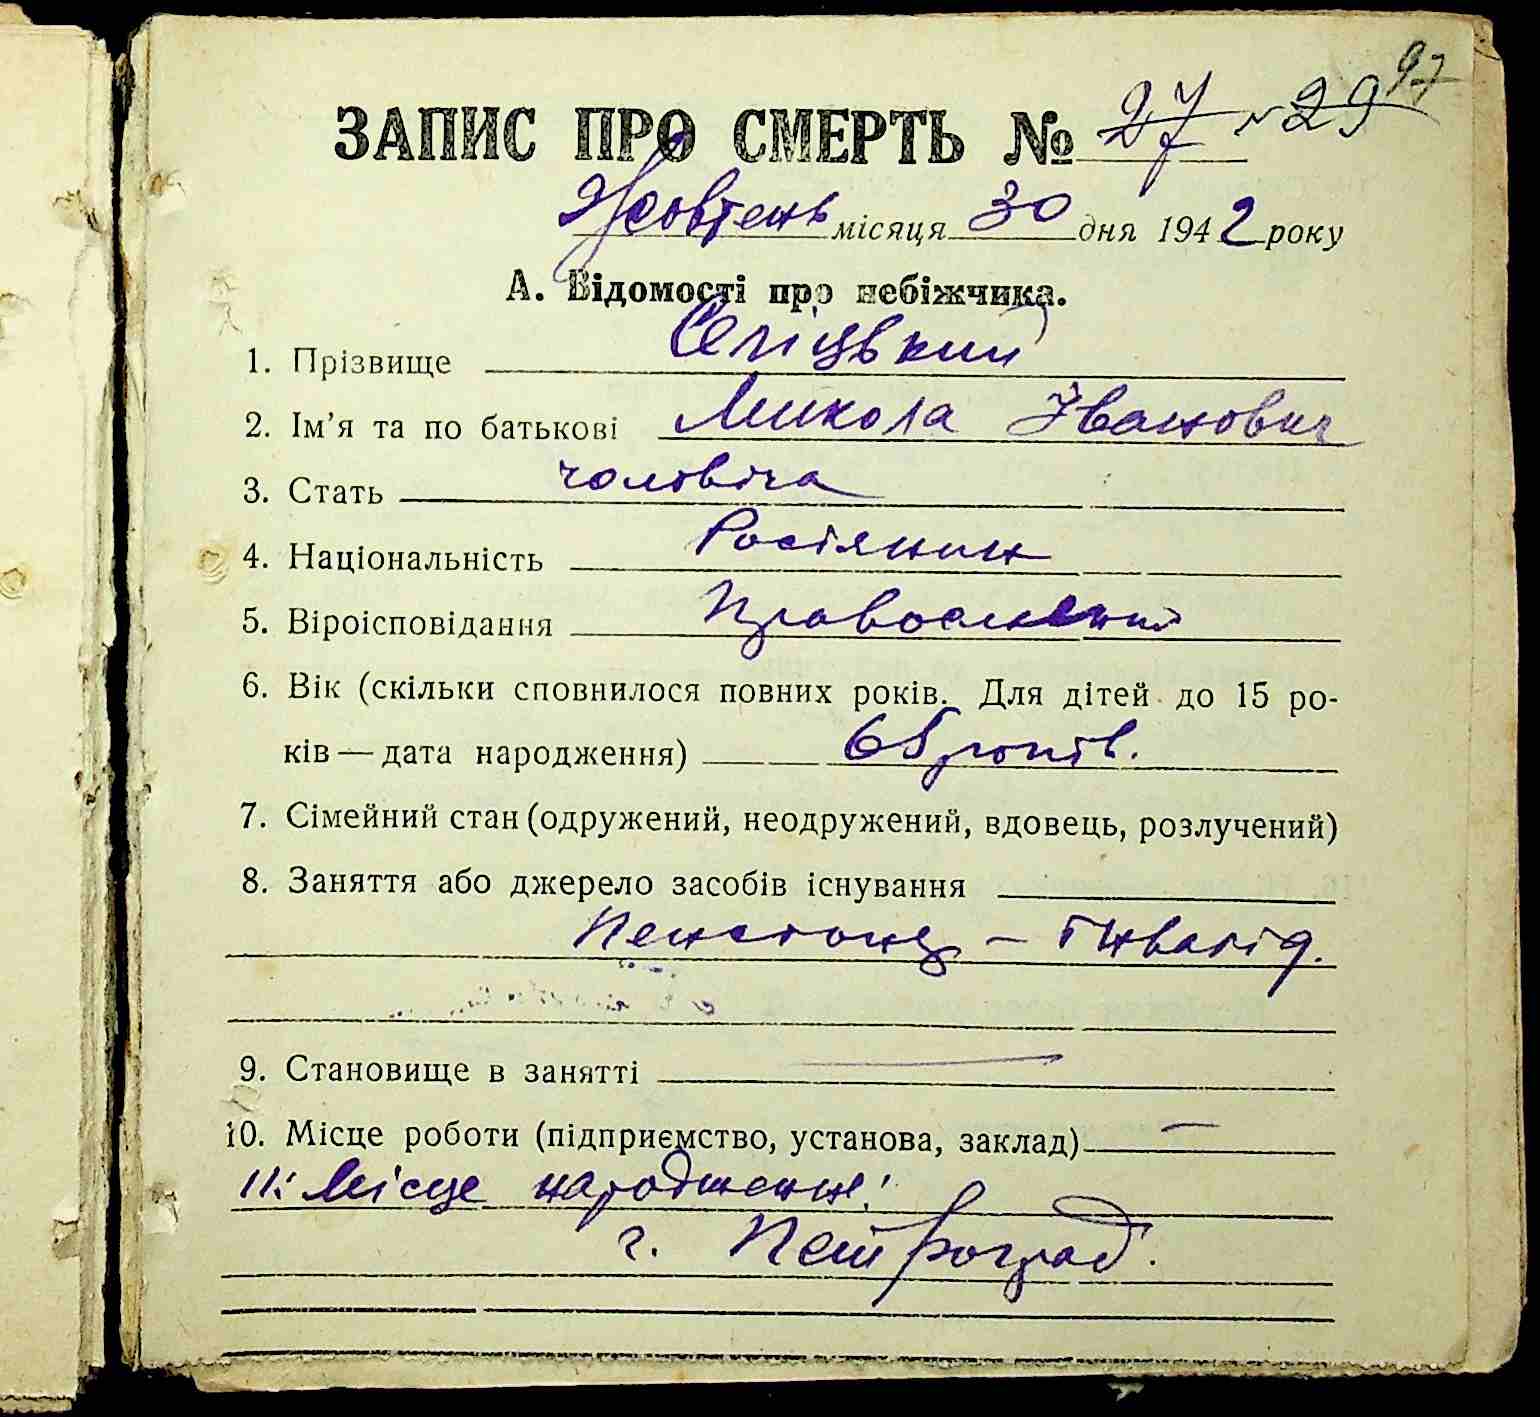 97
ЗАПИС ПРО СМЕРТЬ № 27 29
Жовтень місяця 30 дня 1942 року
А. Відомості про небіжчика.
1. Прізвище Селіцький
2. Ім'я та по батькові Микола Іванович
3. Стать чоловіча
4. Національність Росіянин
5. Віроісповідання Православний
6. Вік (скільки сповнилося повних років. Для дітей до 15 ро-
ків — дата народження) 65 років.
7. Сімейний стан (одружений, неодружений, вдовець, розлучений)
8. Заняття або джерело засобів існування
Пенсіонер – Інвалід.
9. Становище в занятті —
10. Місце роботи (підприємство, установа, заклад) —
11: Місце народження:
г. Петроград.